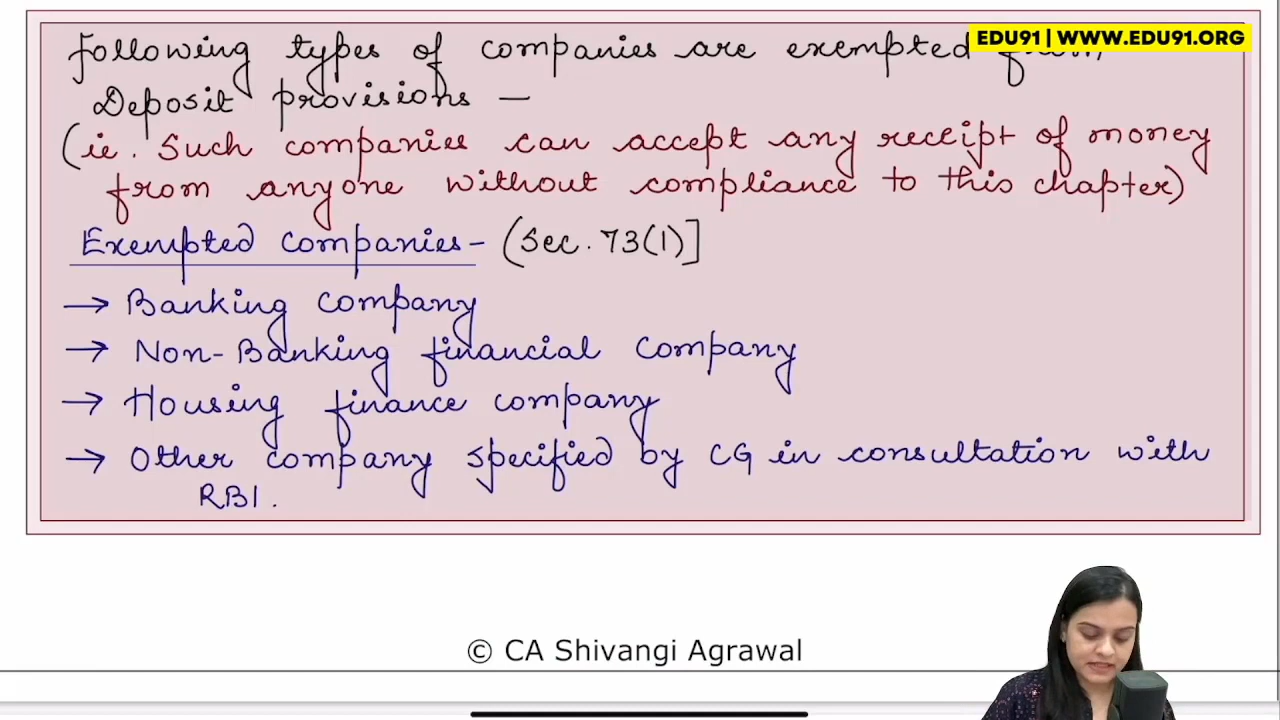 EDU91 | WWW.EDU91.ORG
Following types of companies are exempted from
Deposit provisions —
(ie. Such companies can accept any receipt of money
from anyone without compliance to this chapter)
Exempted companies - (Sec. 73(1)]
→ Banking company
→ Non-Banking financial company
→ Housing finance company
→ Other company specified by CG in consultation with
RBI.
© CA Shivangi Agrawal